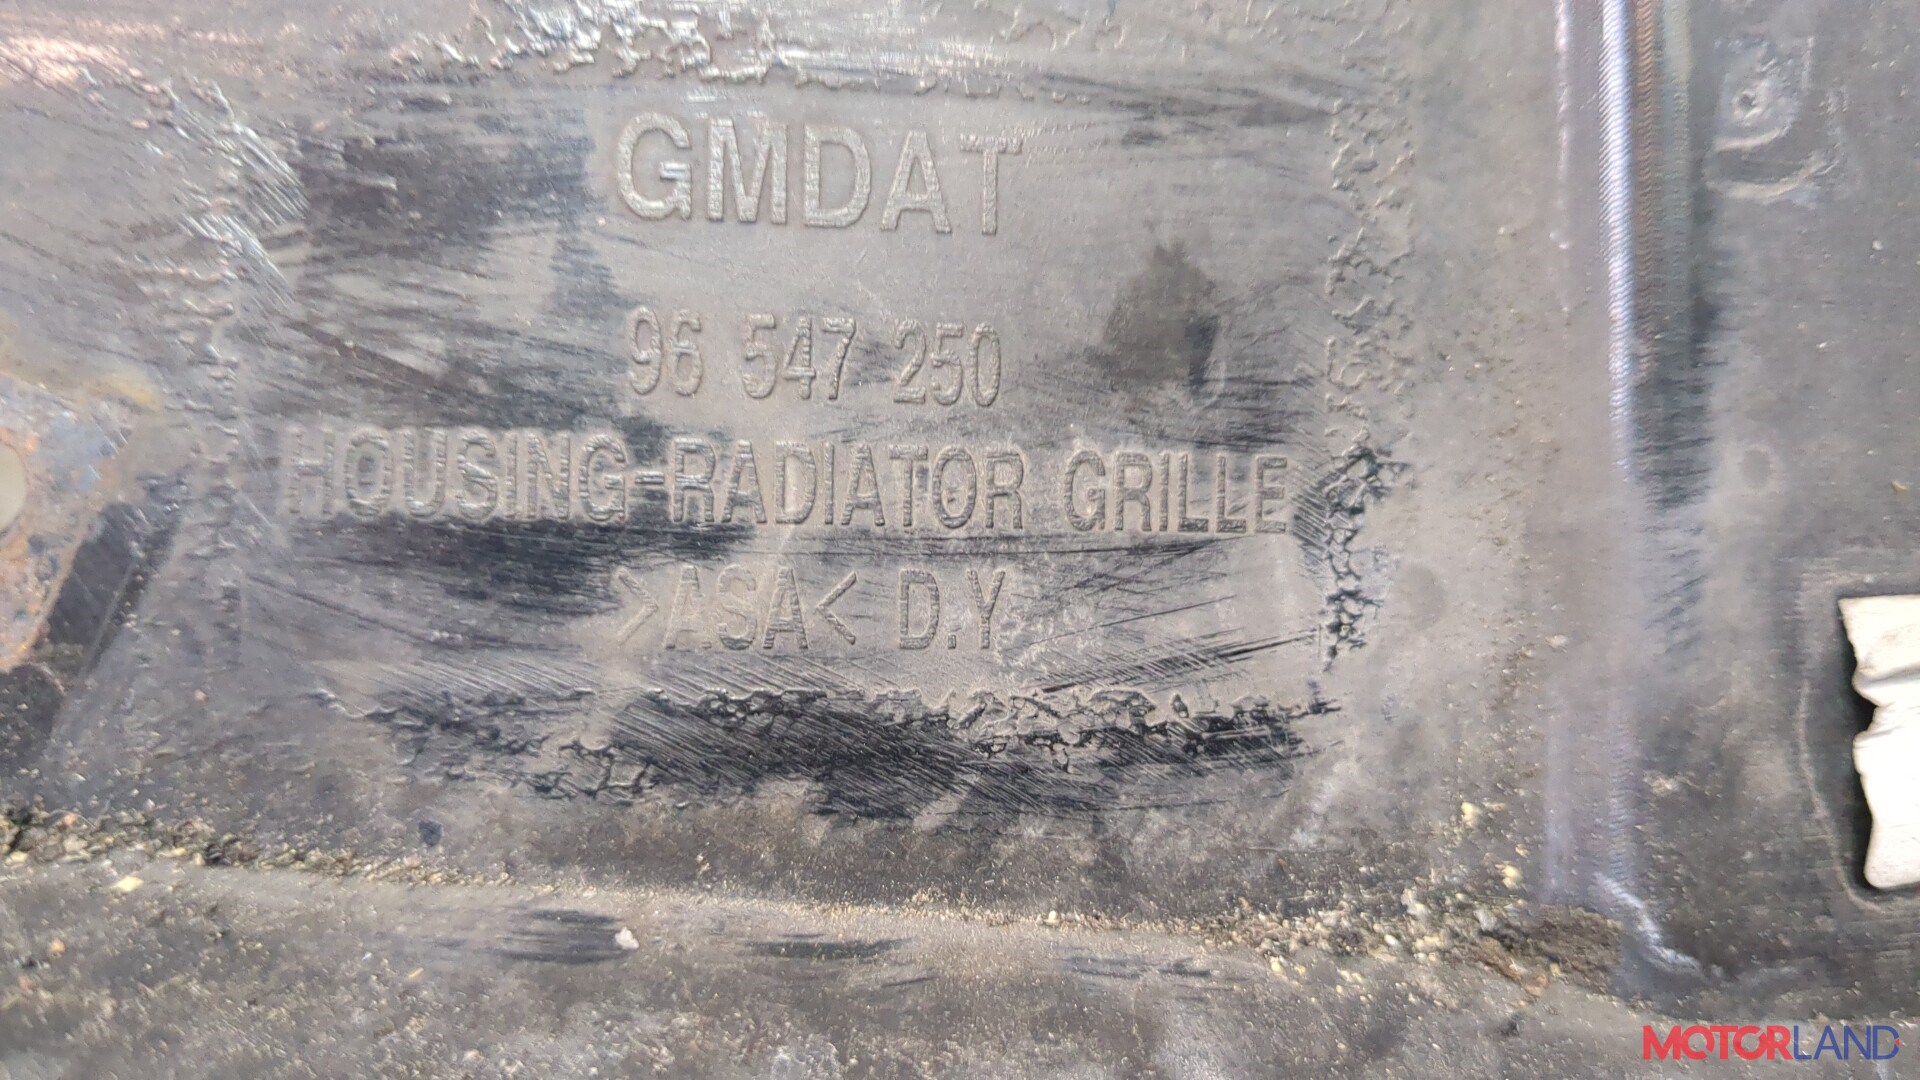 GMDAT
96 547 250
HOUSING-RADIATOR GRILLE
>ASA< D.Y
MOTORLAND